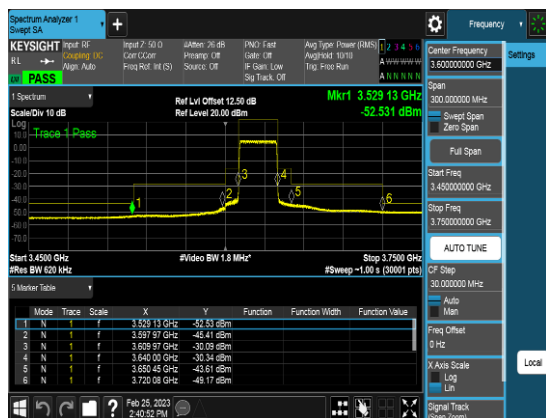 Spectrum Analyzer 1
Swept SA
+
Frequency
KEYSIGHT
RL
Input: RF
Coupling: DC
Align: Auto
Input Z: 50 Ω
Corr CCorr
Freq Ref: Int (S)
#Atten: 26 dB
Preamp: Off
Source: Off
PNO: Fast
Gate: Off
IF Gain: Low
Sig Track: Off
Avg Type: Power (RMS)
Avg|Hold: 10/10
Trig: Free Run
1 2 3 4 5 6
A W W W W W
A N N N N N
PASS
1 Spectrum
Scale/Div 10 dB
Ref Lvl Offset 12.50 dB
Ref Level 20.00 dBm
Mkr1 3.529 13 GHz
-52.531 dBm
Log
Trace 1 Pass
10.0
0.00
-10.0
-20.0
-30.0
-40.0
-50.0
-60.0
-70.0
1
2
3
4
5
6
Start 3.4500 GHz
#Res BW 620 kHz
#Video BW 1.8 MHz*
Stop 3.7500 GHz
#Sweep ~1.00 s (30001 pts)
5 Marker Table
Mode Trace Scale X Y Function Function Width Function Value
1 N 1 f 3.529 13 GHz -52.53 dBm
2 N 1 f 3.597 97 GHz -45.41 dBm
3 N 1 f 3.609 97 GHz -30.09 dBm
4 N 1 f 3.640 00 GHz -30.34 dBm
5 N 1 f 3.650 45 GHz -43.61 dBm
6 N 1 f 3.720 08 GHz -49.17 dBm
Feb 25, 2023
2:40:52 PM
Center Frequency
3.600000000 GHz
Span
300.000000 MHz
Swept Span
Zero Span
Full Span
Start Freq
3.450000000 GHz
Stop Freq
3.750000000 GHz
AUTO TUNE
CF Step
30.000000 MHz
Auto
Man
Freq Offset
0 Hz
X Axis Scale
Log
Lin
Signal Track
(Span Zoom)
Settings
Local